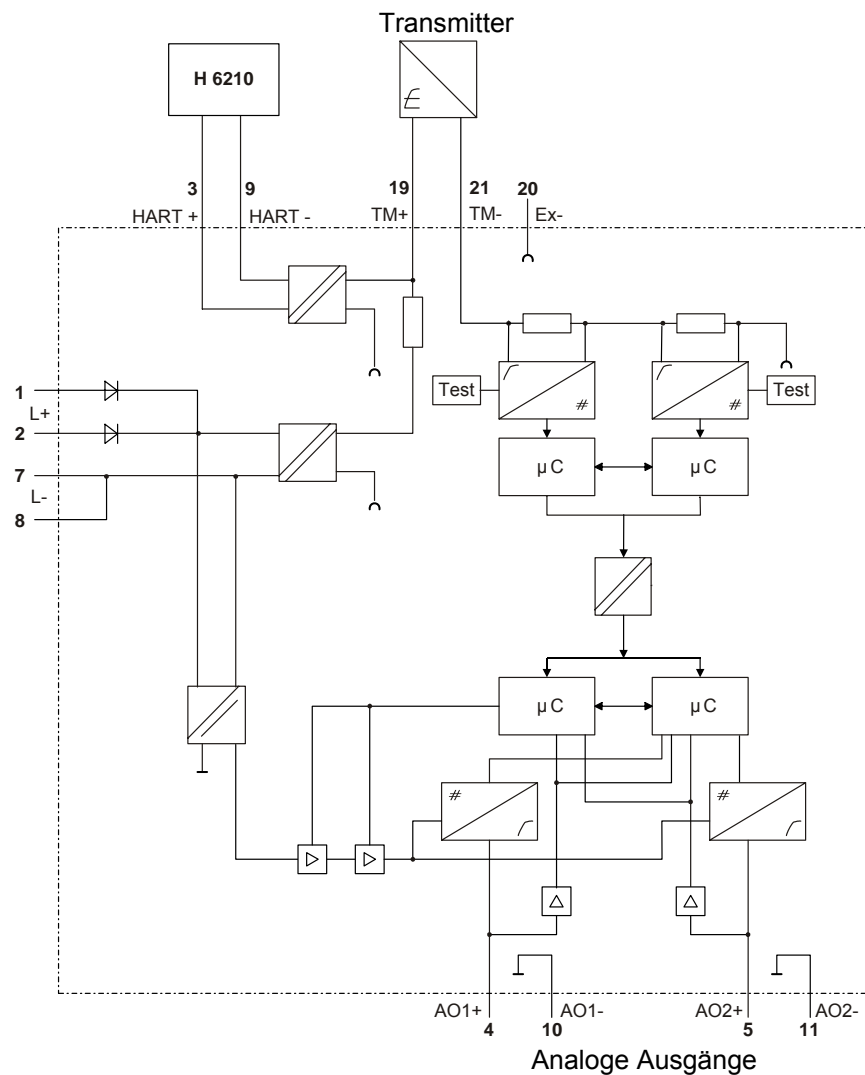 Transmitter
H 6210
3 9 19 21 20
HART + HART - TM+ TM- Ex-
1
L+
2
7
L-
8
Test # # Test
µC µC
µC µC
# #
AO1+ AO1- AO2+ AO2-
4 10 5 11
Analoge Ausgänge